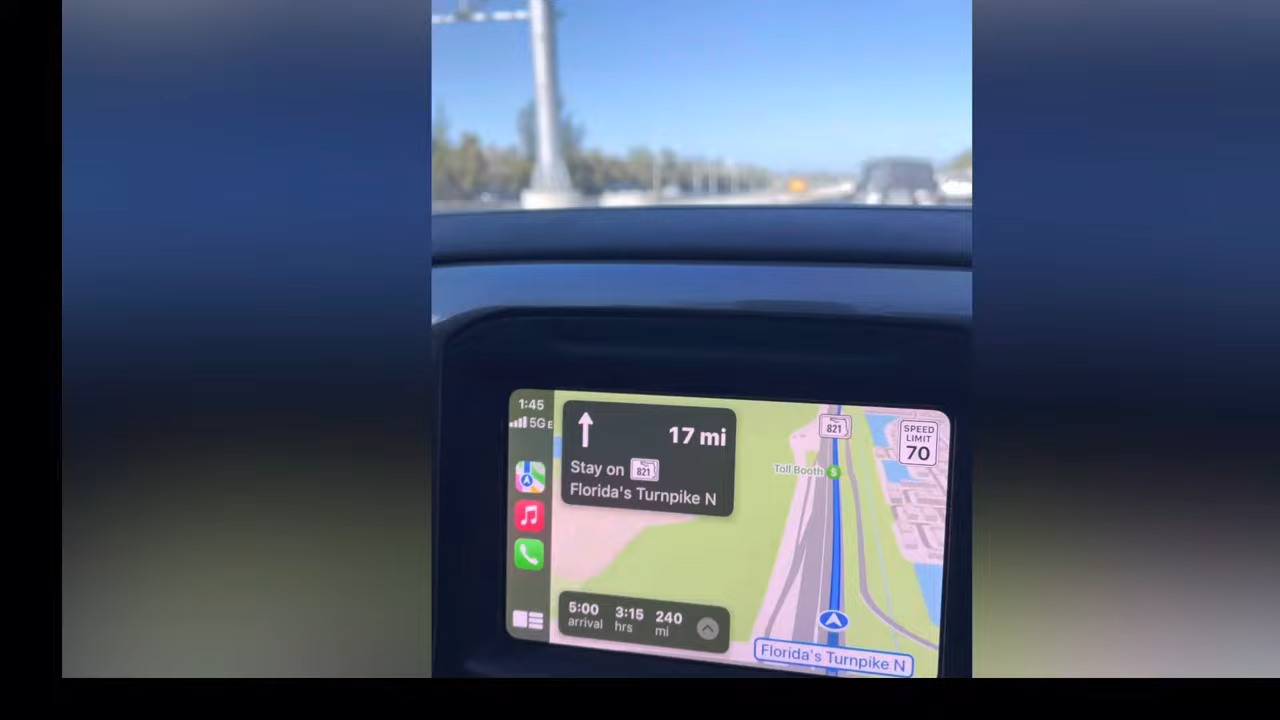 1:45
5GE
17 mi
Stay on 821
Florida's Turnpike N
821
SPEED
LIMIT
70
Toll Booth
5:00 3:15 240
arrival hrs mi
Florida's Turnpike N